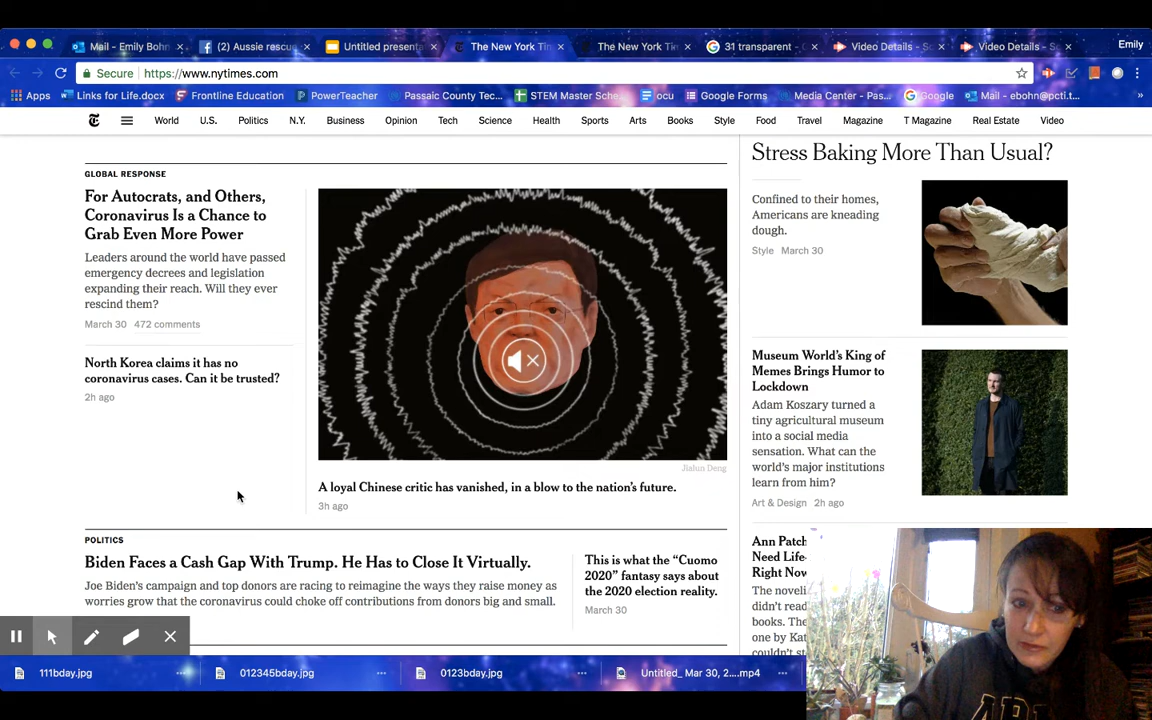 Mail - Emily Bohn
(2) Aussie rescu
Untitled presenta
The New York Tim
The New York Tim
31 transparent -
Video Details - Sc
Video Details - Sc
Emily
Secure https://www.nytimes.com
Apps
Links for Life.docx
Frontline Education
PowerTeacher
Passaic County Tec...
STEM Master Sche...
ocu
Google Forms
Media Center - Pas...
Google
Mail - ebohn@pcti.t...
»
World
U.S.
Politics
N.Y.
Business
Opinion
Tech
Science
Health
Sports
Arts
Books
Style
Food
Travel
Magazine
T Magazine
Real Estate
Video
GLOBAL RESPONSE
For Autocrats, and Others,
Coronavirus Is a Chance to
Grab Even More Power
Leaders around the world have passed
emergency decrees and legislation
expanding their reach. Will they ever
rescind them?
March 30 472 comments
North Korea claims it has no
coronavirus cases. Can it be trusted?
2h ago
Jialun Deng
A loyal Chinese critic has vanished, in a blow to the nation's future.
3h ago
POLITICS
Biden Faces a Cash Gap With Trump. He Has to Close It Virtually.
Joe Biden's campaign and top donors are racing to reimagine the ways they raise money as
worries grow that the coronavirus could choke off contributions from donors big and small.
This is what the “Cuomo
2020” fantasy says about
the 2020 election reality.
March 30
Stress Baking More Than Usual?
Confined to their homes,
Americans are kneading
dough.
Style March 30
Museum World's King of
Memes Brings Humor to
Lockdown
Adam Koszary turned a
tiny agricultural museum
into a social media
sensation. What can the
world's major institutions
learn from him?
Art & Design 2h ago
Ann Patch
Need Life-
Right Now
The noveli
didn't read
books. The
one by Kat
couldn't st
111bday.jpg
012345bday.jpg
0123bday.jpg
Untitled_ Mar 30, 2....mp4